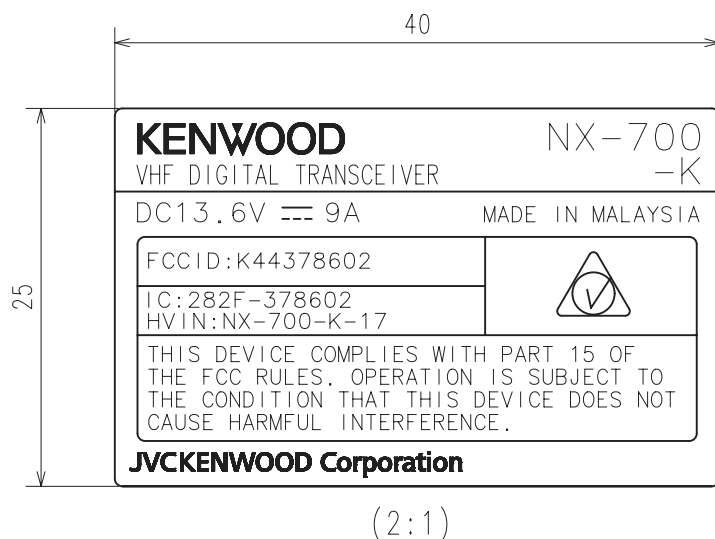 40
25
KENWOOD NX-700
VHF DIGITAL TRANSCEIVER -K
DC13.6V ⎓ 9A MADE IN MALAYSIA
FCCID:K44378602
IC:282F-378602
HVIN:NX-700-K-17
THIS DEVICE COMPLIES WITH PART 15 OF
THE FCC RULES. OPERATION IS SUBJECT TO
THE CONDITION THAT THIS DEVICE DOES NOT
CAUSE HARMFUL INTERFERENCE.
JVCKENWOOD Corporation
(2:1)